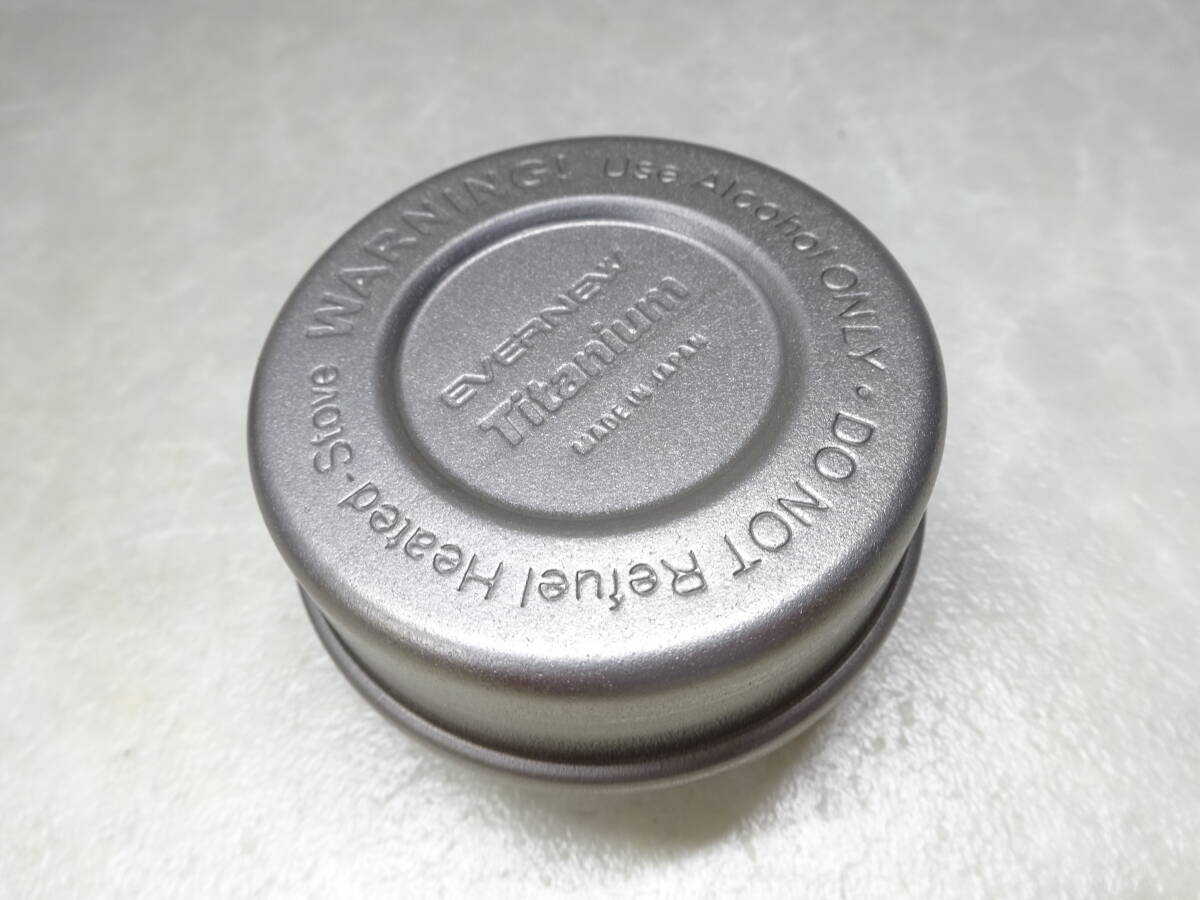 WARNING! Use Alcohol ONLY • DO NOT Refuel Heated-Stove
EVERNEW
Titanium
MADE IN JAPAN